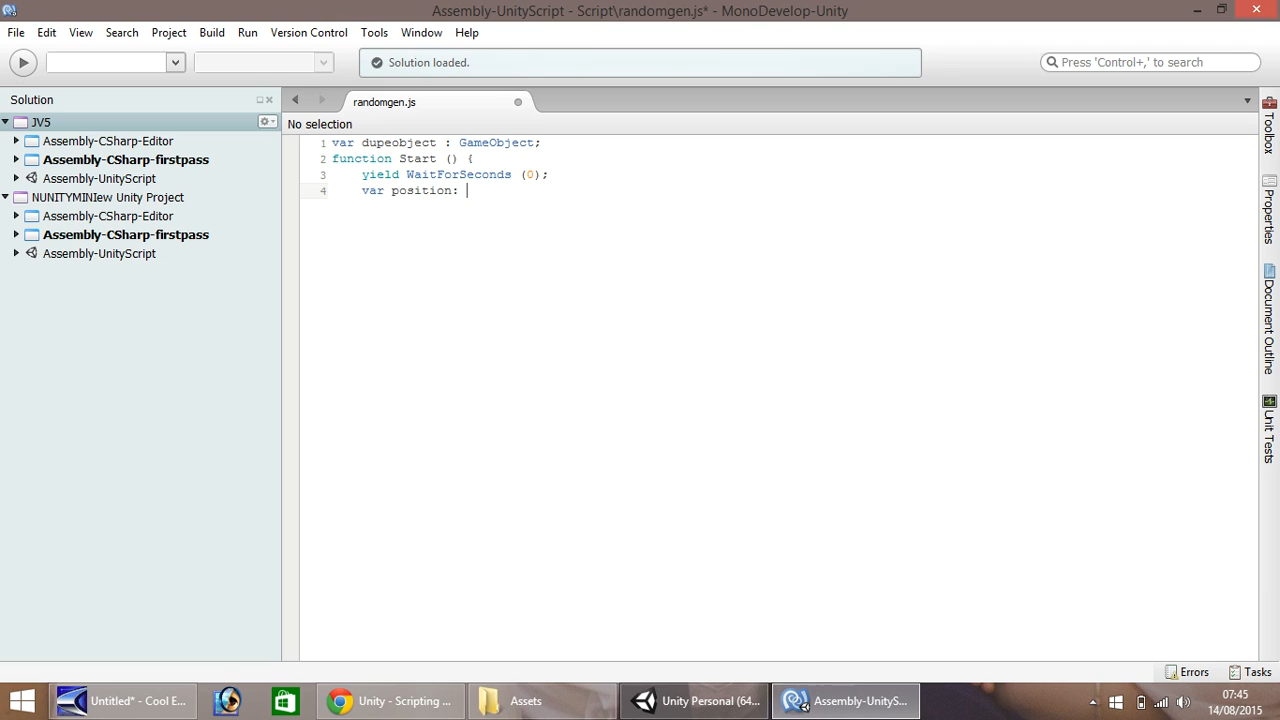 Assembly-UnityScript - Script\randomgen.js* - MonoDevelop-Unity
File Edit View Search Project Build Run Version Control Tools Window Help
Solution loaded.
Press 'Control+,' to search
Solution
JV5
Assembly-CSharp-Editor
Assembly-CSharp-firstpass
Assembly-UnityScript
NUNITYMINIew Unity Project
Assembly-CSharp-Editor
Assembly-CSharp-firstpass
Assembly-UnityScript
randomgen.js
No selection
1 var dupeobject : GameObject;
2 function Start () {
3 yield WaitForSeconds (0);
4 var position:
Toolbox
Properties
Document Outline
Unit Tests
Errors Tasks
Untitled* - Cool E...
Unity - Scripting ...
Assets
Unity Personal (64...
Assembly-UnityS...
07:45
14/08/2015